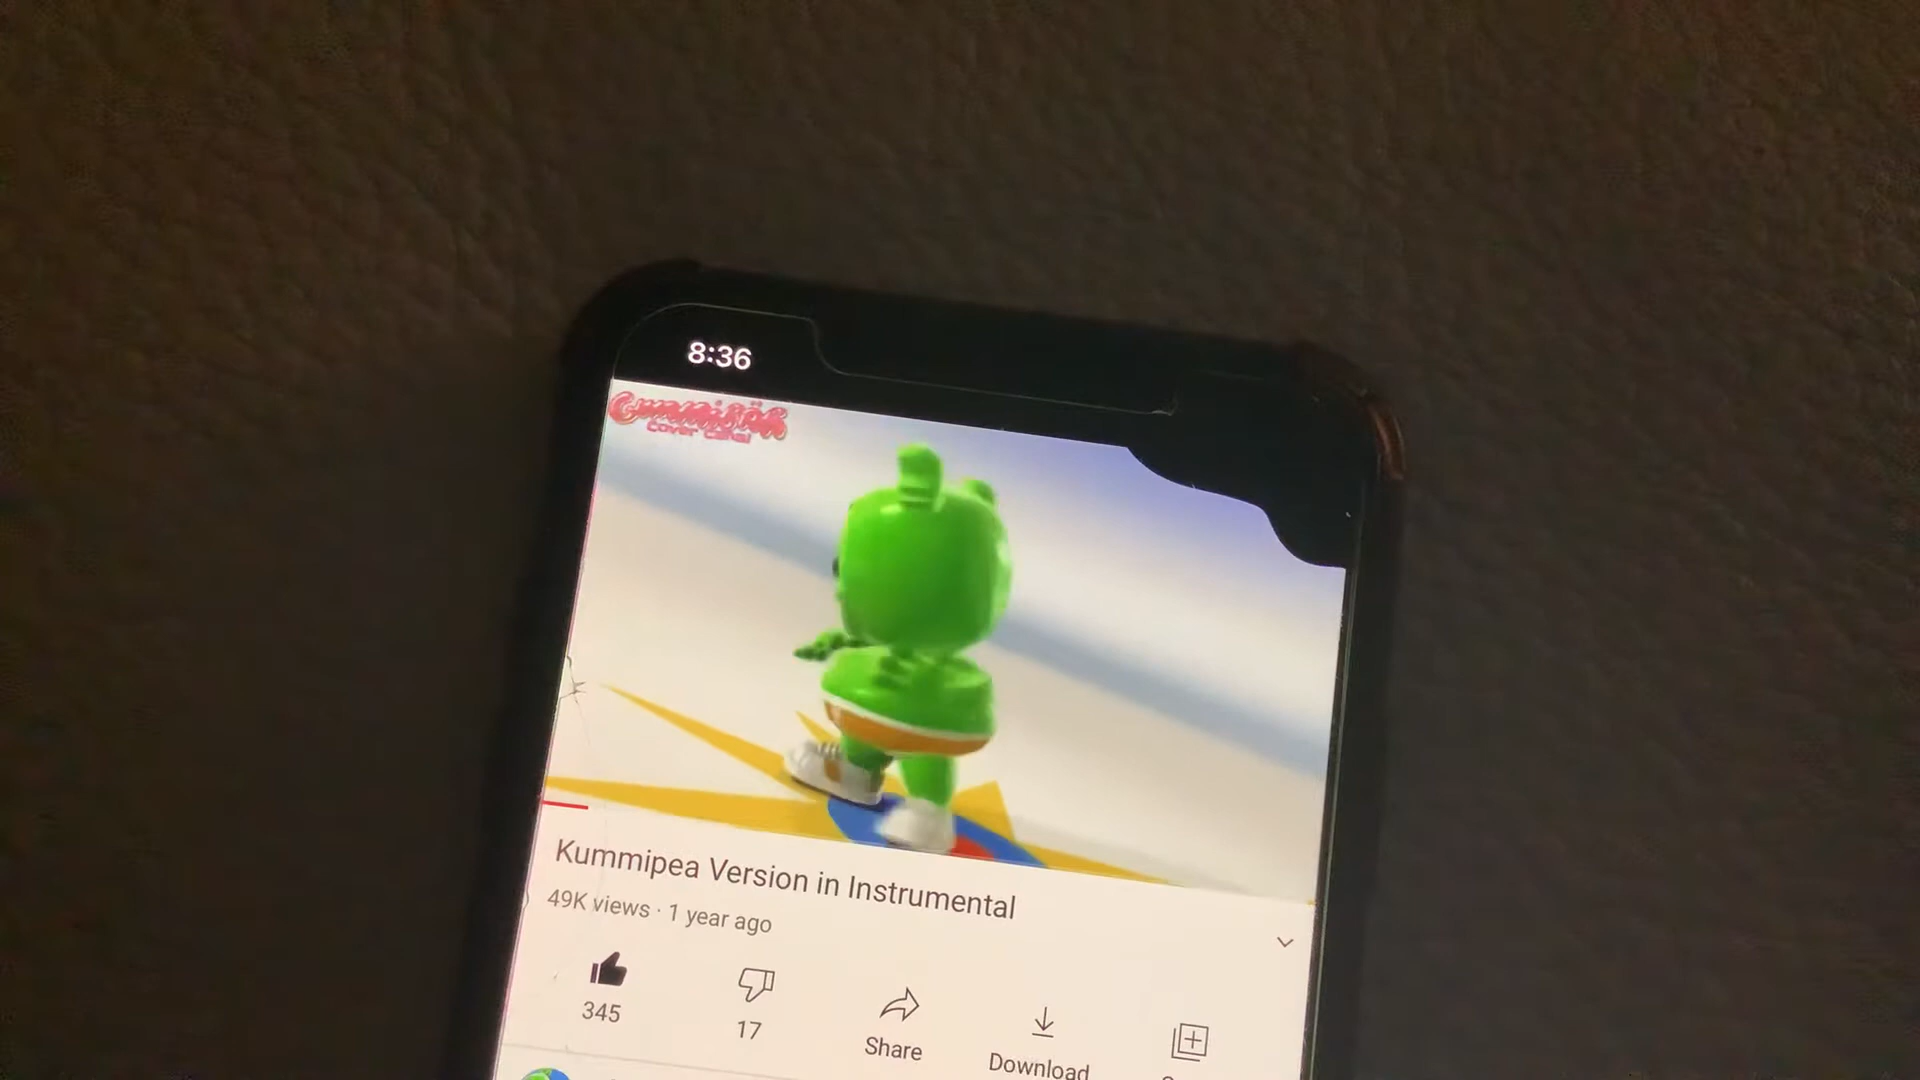 8:36
Kummipea Version in Instrumental
49K views · 1 year ago
345
17
Share
Download